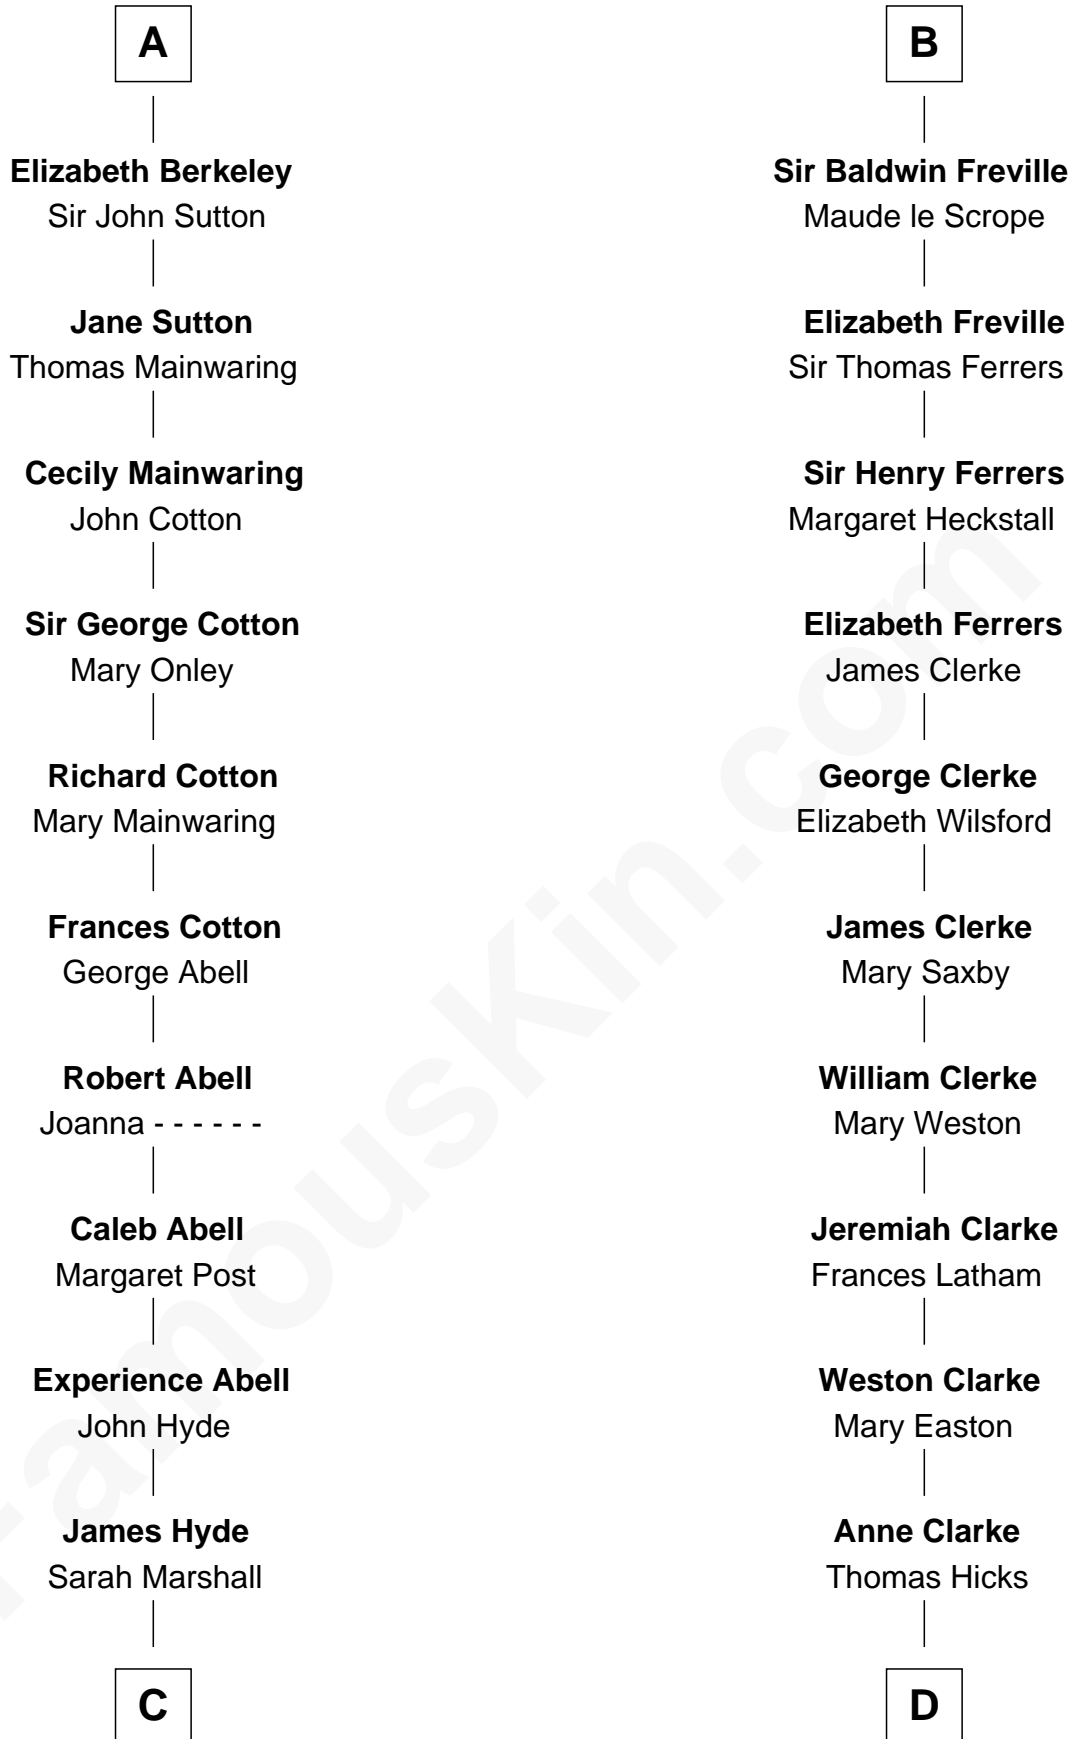 A
Elizabeth Berkeley
Sir John Sutton
Jane Sutton
Thomas Mainwaring
Cecily Mainwaring
John Cotton
Sir George Cotton
Mary Onley
Richard Cotton
Mary Mainwaring
Frances Cotton
George Abell
Robert Abell
Joanna - - - - - -
Caleb Abell
Margaret Post
Experience Abell
John Hyde
James Hyde
Sarah Marshall
C
B
Sir Baldwin Freville
Maude le Scrope
Elizabeth Freville
Sir Thomas Ferrers
Sir Henry Ferrers
Margaret Heckstall
Elizabeth Ferrers
James Clerke
George Clerke
Elizabeth Wilsford
James Clerke
Mary Saxby
William Clerke
Mary Weston
Jeremiah Clarke
Frances Latham
Weston Clarke
Mary Easton
Anne Clarke
Thomas Hicks
D
FamousKin.com